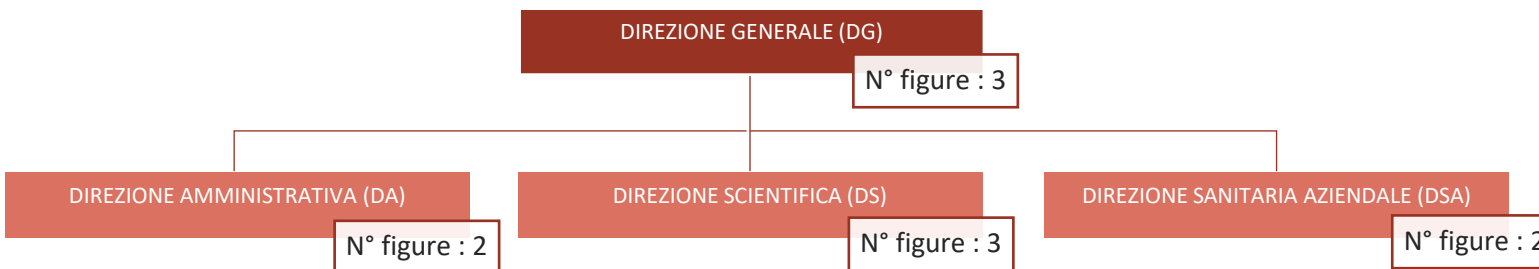 DIREZIONE GENERALE (DG)
N° figure : 3
DIREZIONE AMMINISTRATIVA (DA)
N° figure : 2
DIREZIONE SCIENTIFICA (DS)
N° figure : 3
DIREZIONE SANITARIA AZIENDALE (DSA)
N° figure : 2